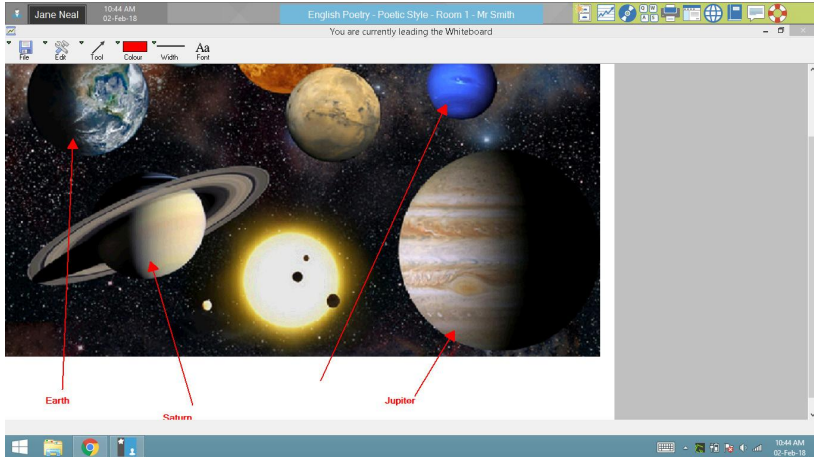 Jane Neal
10:44 AM
02-Feb-18
English Poetry - Poetic Style - Room 1 - Mr Smith
You are currently leading the Whiteboard
File
Edit
Tool
Colour
Width
Aa
Font
Earth
Saturn
Jupiter
10:44 AM
02-Feb-18